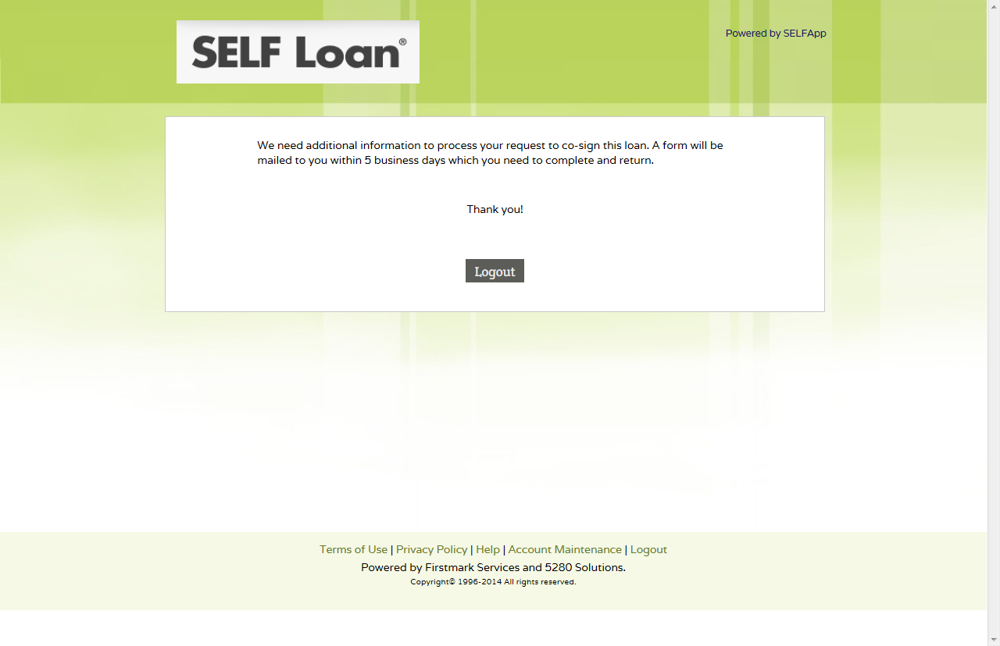 SELF Loan®
Powered by SELFApp
We need additional information to process your request to co-sign this loan. A form will be
mailed to you within 5 business days which you need to complete and return.
Thank you!
Logout
Terms of Use | Privacy Policy | Help | Account Maintenance | Logout
Powered by Firstmark Services and 5280 Solutions.
Copyright© 1996-2014 All rights reserved.